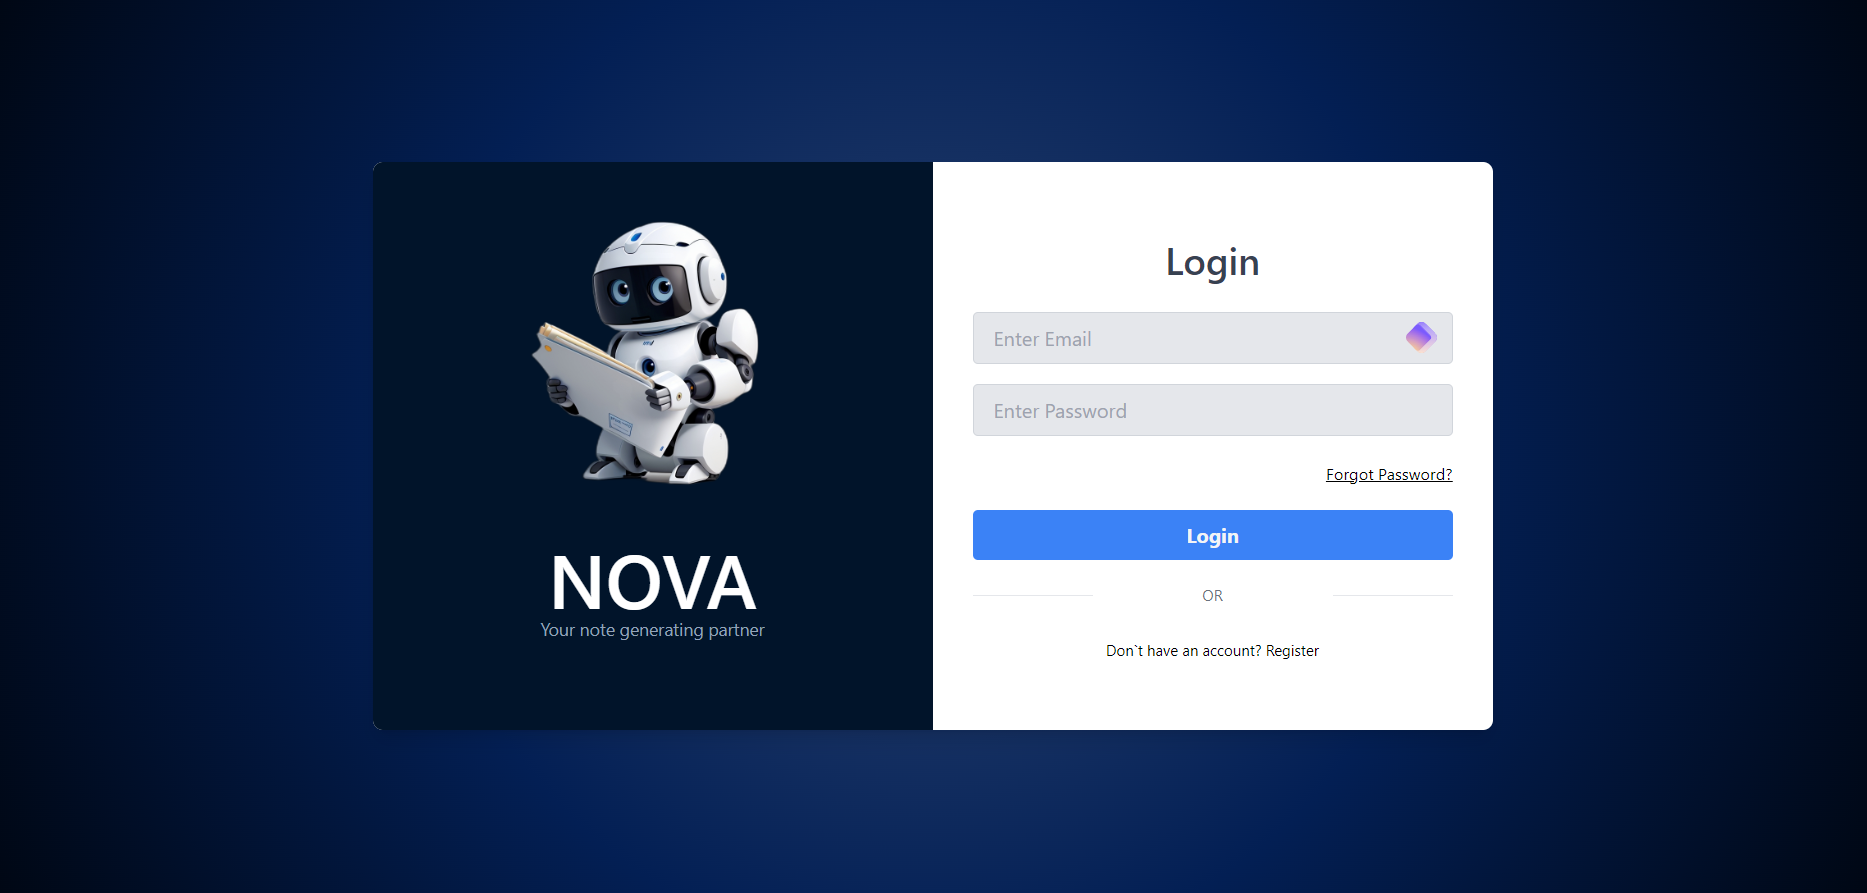 NOVA
Your note generating partner
Login
Enter Email
Enter Password
Forgot Password?
Login
OR
Don`t have an account? Register